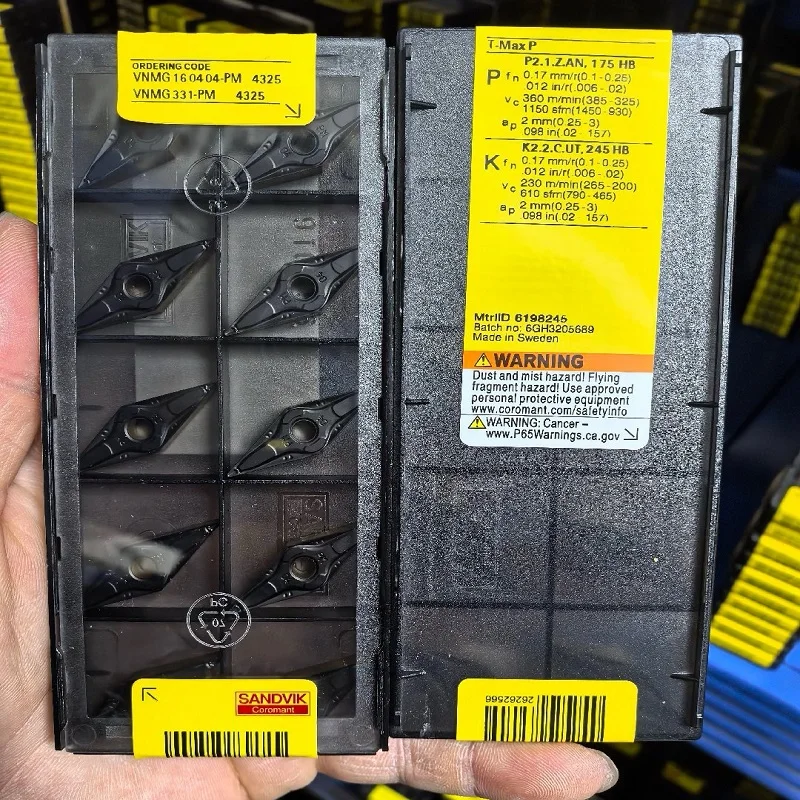 ORDERING CODE
VNMG 16 04 04-PM 4325
VNMG 331-PM 4325
SANDVIK
Coromant
T-Max P
P2.1.Z.AN, 175 HB
P fn 0.17 mm/r(0.1-0.25)
.012 in/r(.006-.02)
vc 360 m/min(385-325)
1150 sfm(1450-930)
ap 2 mm(0.25-3)
.098 in(.02-.157)
K2.2.C.UT, 245 HB
K fn 0.17 mm/r(0.1-0.25)
.012 in/r(.006-.02)
vc 230 m/min(265-200)
610 sfm(790-465)
ap 2 mm(0.25-3)
.098 in(.02-.157)
MtrlID 6198245
Batch no: 6GH3205689
Made in Sweden
WARNING
Dust and mist hazard! Flying
fragment hazard! Use approved
personal protective equipment
www.coromant.com/safetyinfo
WARNING: Cancer –
www.P65Warnings.ca.gov
26262566